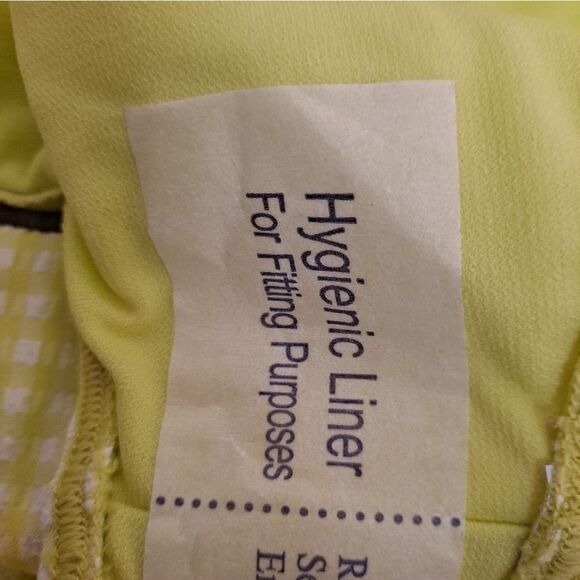 Hygienic Liner
For Fitting Purposes